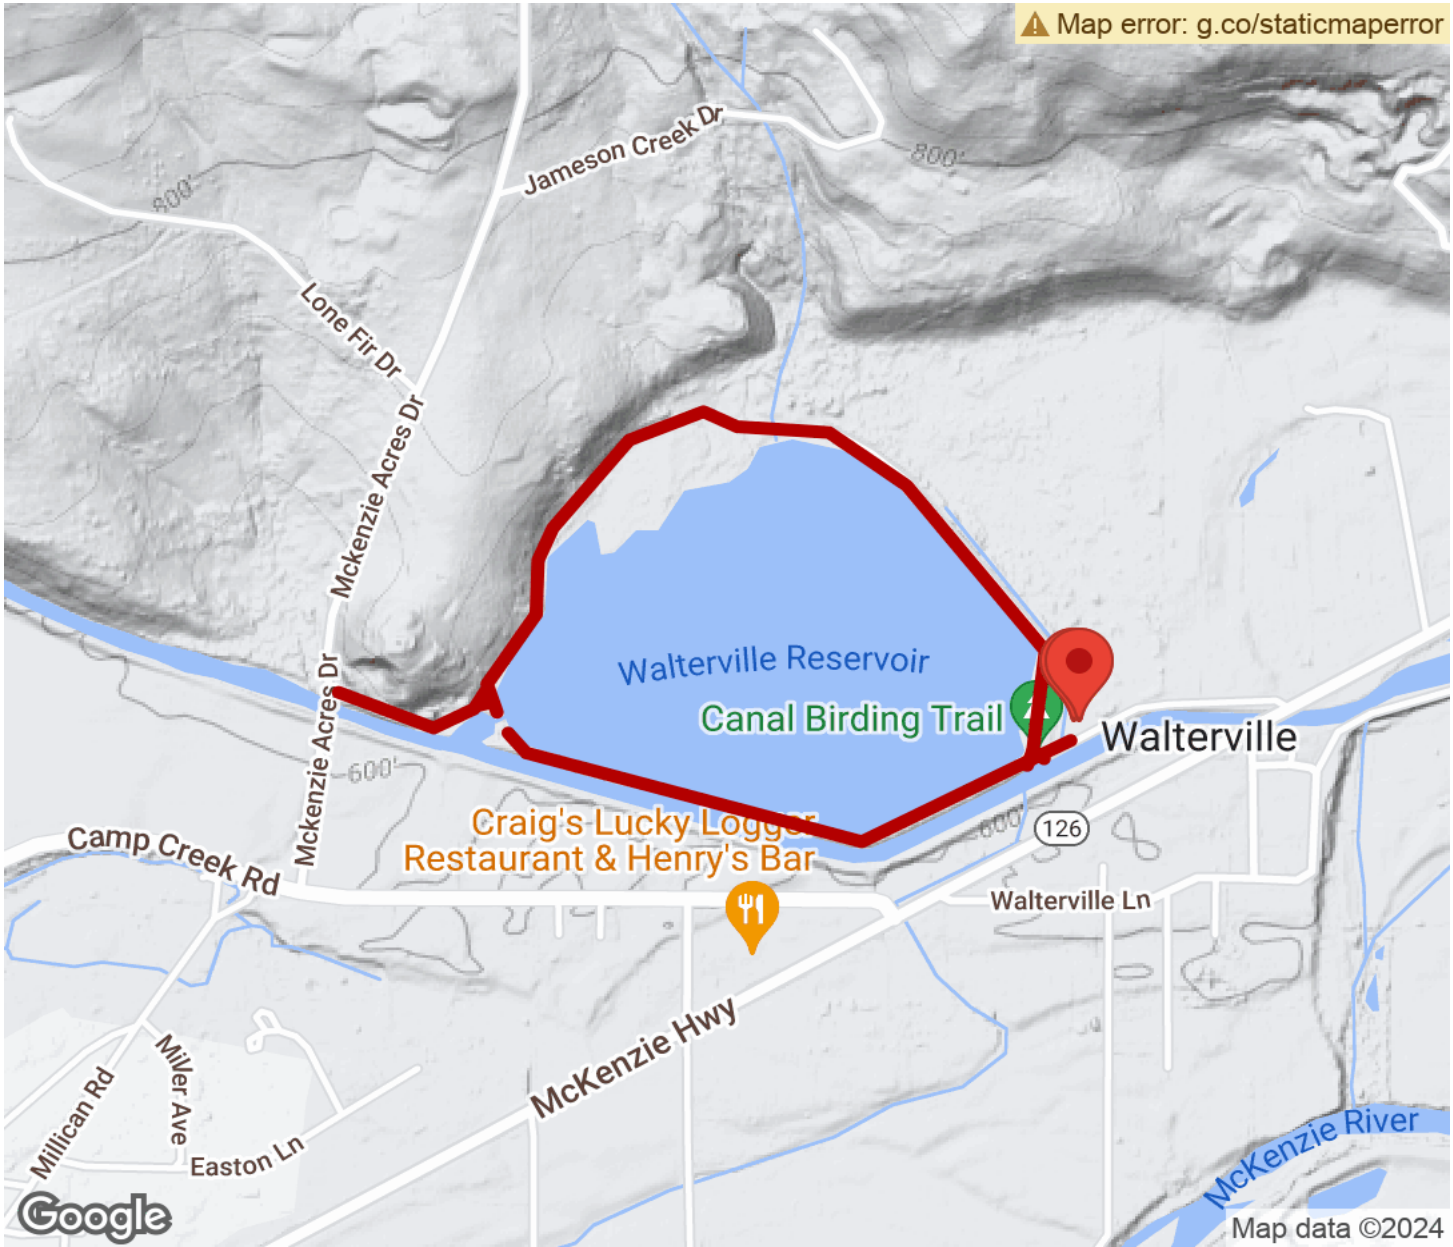 Map error: g.co/staticmaperror
Jameson Creek Dr
800'
800'
Lone Fir Dr
Mckenzie Acres Dr
Walterville Reservoir
Canal Birding Trail
Walterville
Mckenzie Acres Dr
600'
600'
126
Craig's Lucky Logger
Restaurant & Henry's Bar
Camp Creek Rd
Walterville Ln
McKenzie Hwy
Miller Ave
Millican Rd
Easton Ln
McKenzie River
Google
Map data ©2024